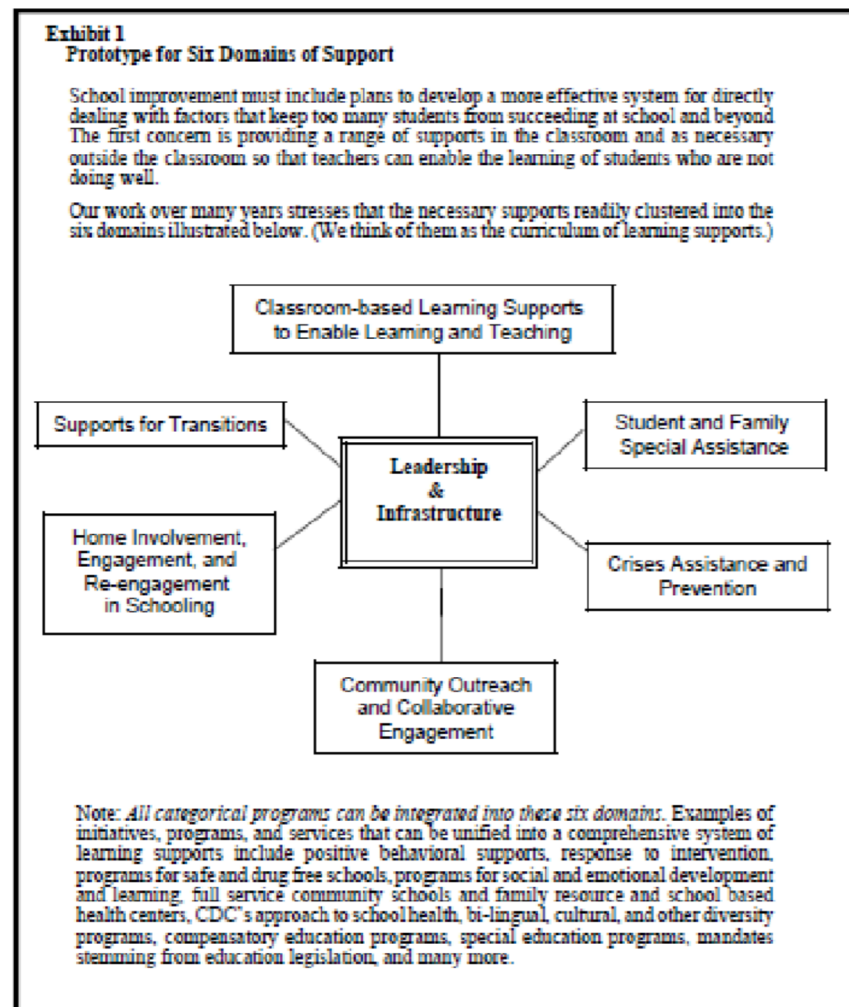 Exhibit 1
Prototype for Six Domains of Support
School improvement must include plans to develop a more effective system for directly
dealing with factors that keep too many students from succeeding at school and beyond
The first concern is providing a range of supports in the classroom and as necessary
outside the classroom so that teachers can enable the learning of students who are not
doing well.
Our work over many years stresses that the necessary supports readily clustered into the
six domains illustrated below. (We think of them as the curriculum of learning supports.)
Classroom-based Learning Supports
to Enable Learning and Teaching
Supports for Transitions
Student and Family
Special Assistance
Leadership
&
Infrastructure
Home Involvement,
Engagement, and
Re-engagement
in Schooling
Crises Assistance and
Prevention
Community Outreach
and Collaborative
Engagement
Note: All categorical programs can be integrated into these six domains. Examples of
initiatives, programs, and services that can be unified into a comprehensive system of
learning supports include positive behavioral supports, response to intervention,
programs for safe and drug free schools, programs for social and emotional development
and learning, full service community schools and family resource and school based
health centers, CDC's approach to school health, bi-lingual, cultural, and other diversity
programs, compensatory education programs, special education programs, mandates
stemming from education legislation, and many more.